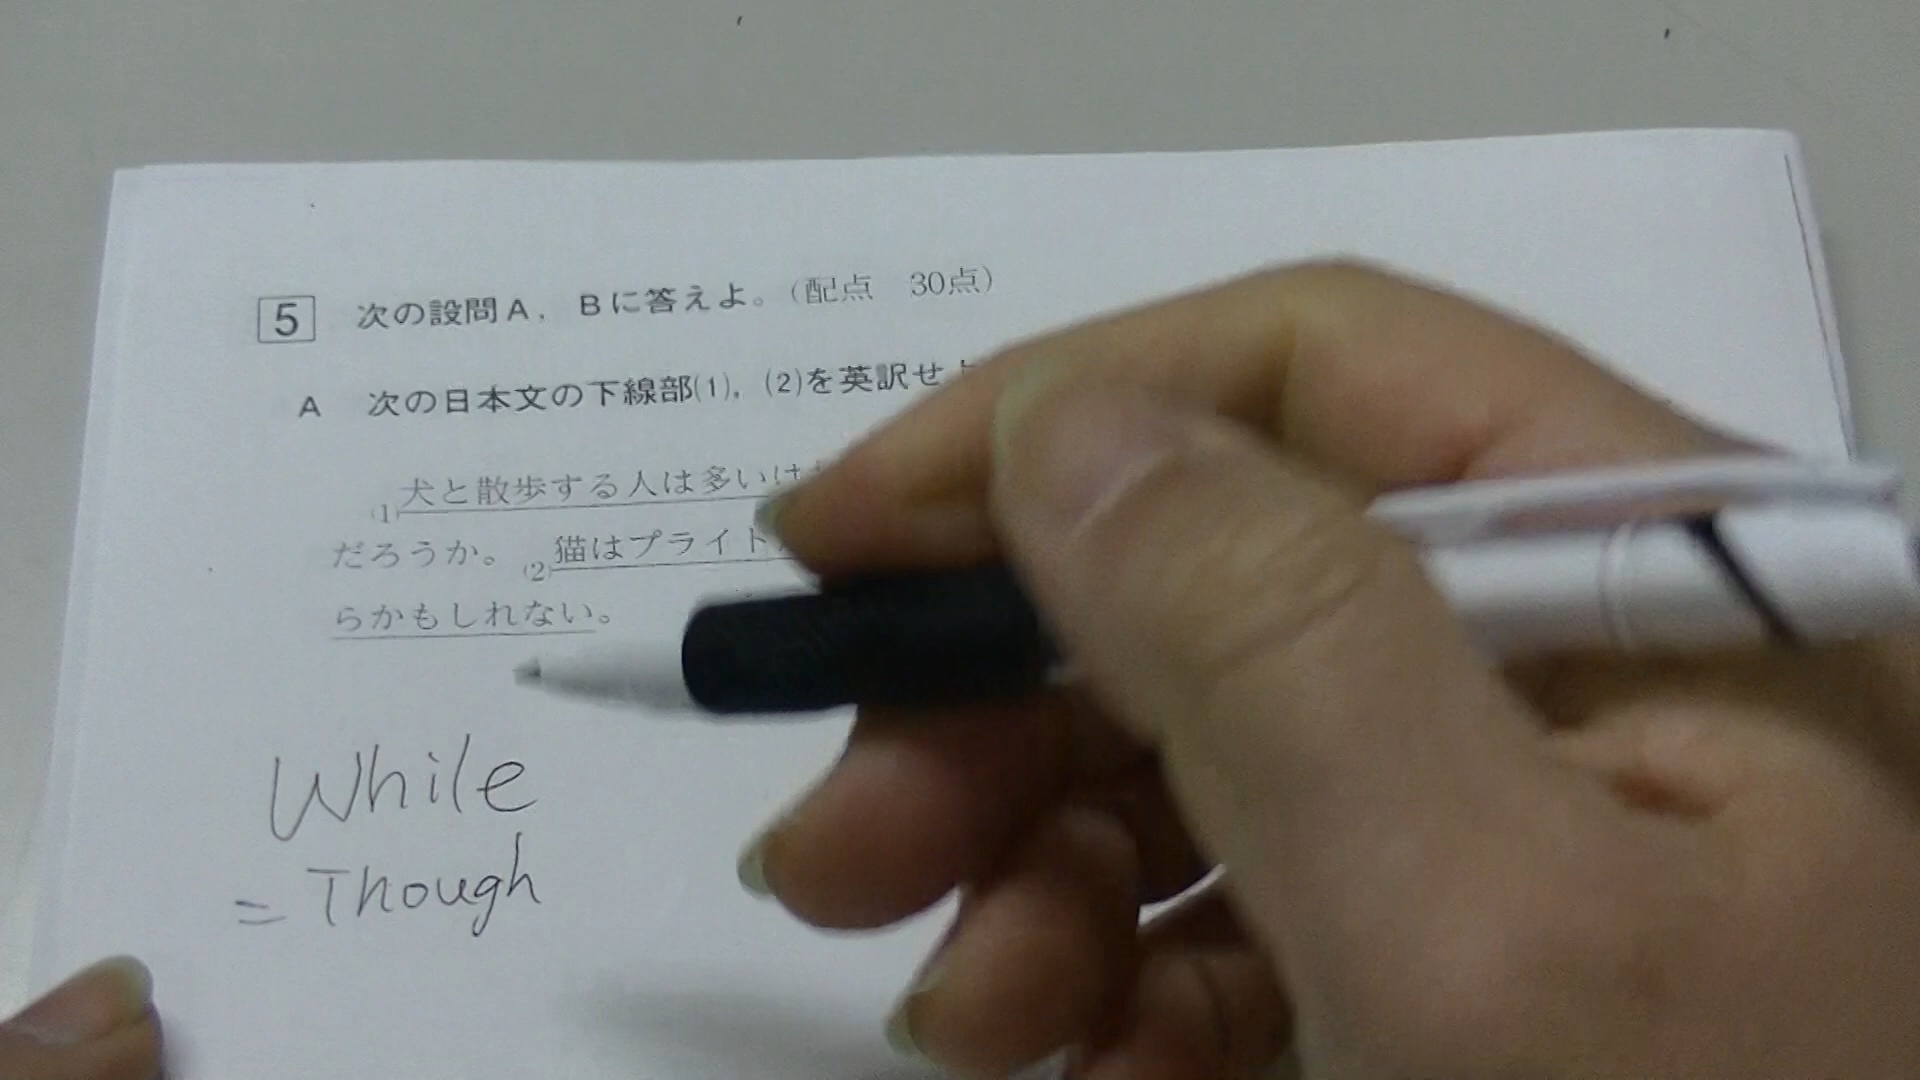 5 次の設問A，Bに答えよ。（配点 30点）
A 次の日本文の下線部(1)，(2)を英訳せ
(1)犬と散歩する人は多いけ
だろうか。(2)猫はプライド
らかもしれない。
While
= Though